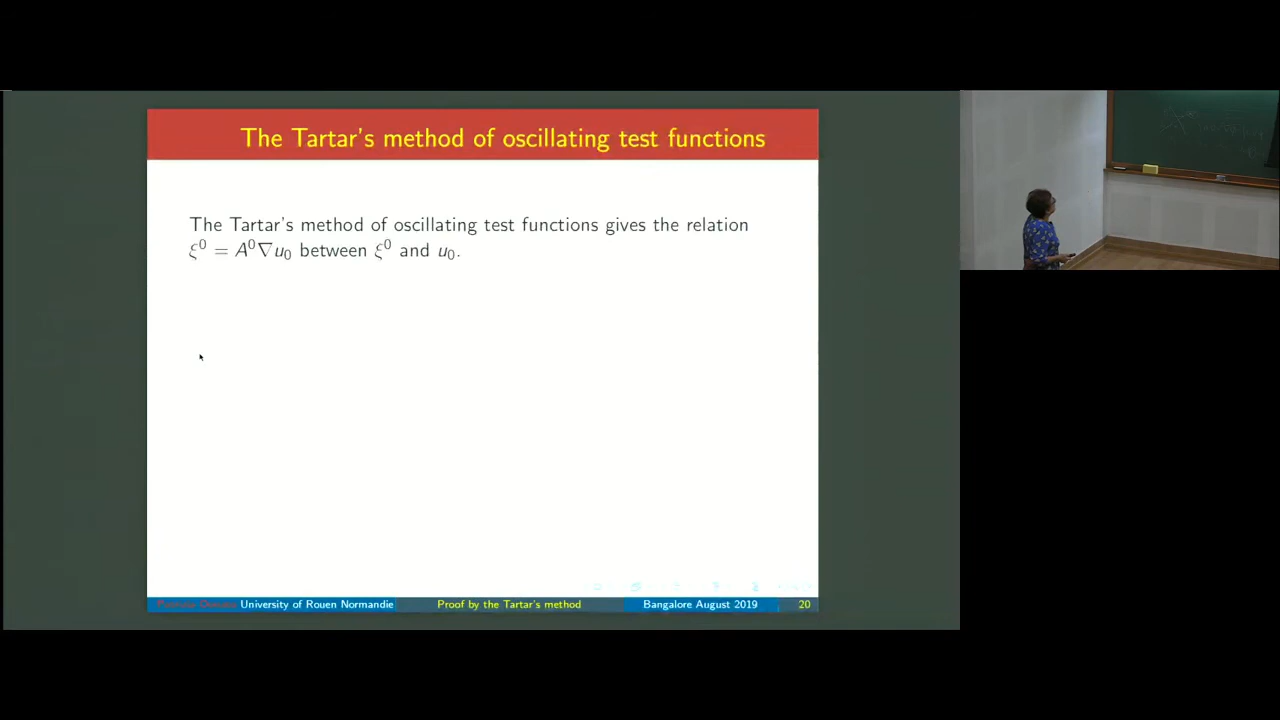 The Tartar's method of oscillating test functions
The Tartar's method of oscillating test functions gives the relation
ξ⁰ = A⁰∇u₀ between ξ⁰ and u₀.
University of Rouen Normandie Proof by the Tartar's method Bangalore August 2019 20